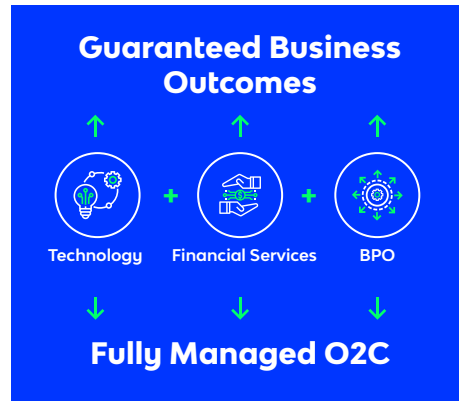 Guaranteed Business
Outcomes
+ +
Technology Financial Services BPO
Fully Managed O2C